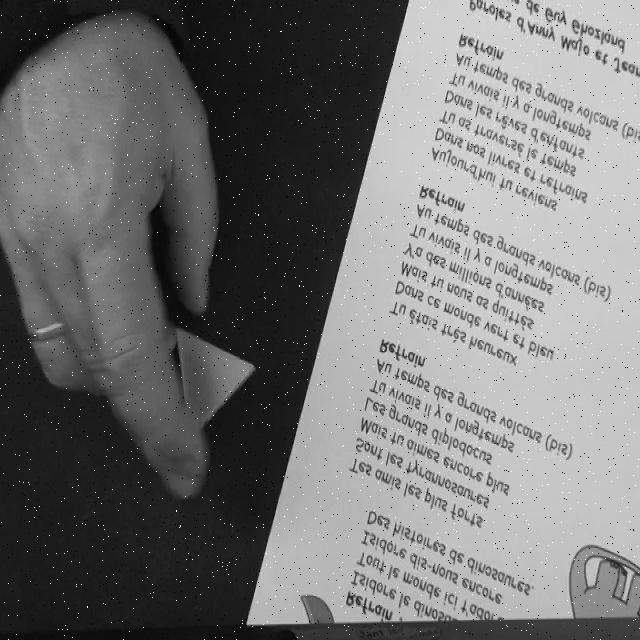 Refrain
Isidore le
Tout le monde ici t'adore
Isidore dis-nous encore
Des histoires de dinosaures.
Tes amis les plus forts
Sont les tyrannosaures
Mais tu aimes encore plus
Les grands diplodocus
Tu vivais il y a longtemps
Au temps des grands volcans (bis)
Refrain
Tu étais très heureux
Dans ce monde vert et bleu
Mais tu nous as quittés
Y'a des millions d'années
Tu vivais il y a longtemps
Au temps des grands volcans (bis)
Refrain
Aujourd'hui tu reviens
Dans nos livres et refrains
Tu as traversé le temps
Dans les rêves d'enfants
Tu vivais il y a longtemps
Au temps des grands volcans (bis)
Refrain
Paroles d'Anny Majo et Jean
de Guy Ghozland